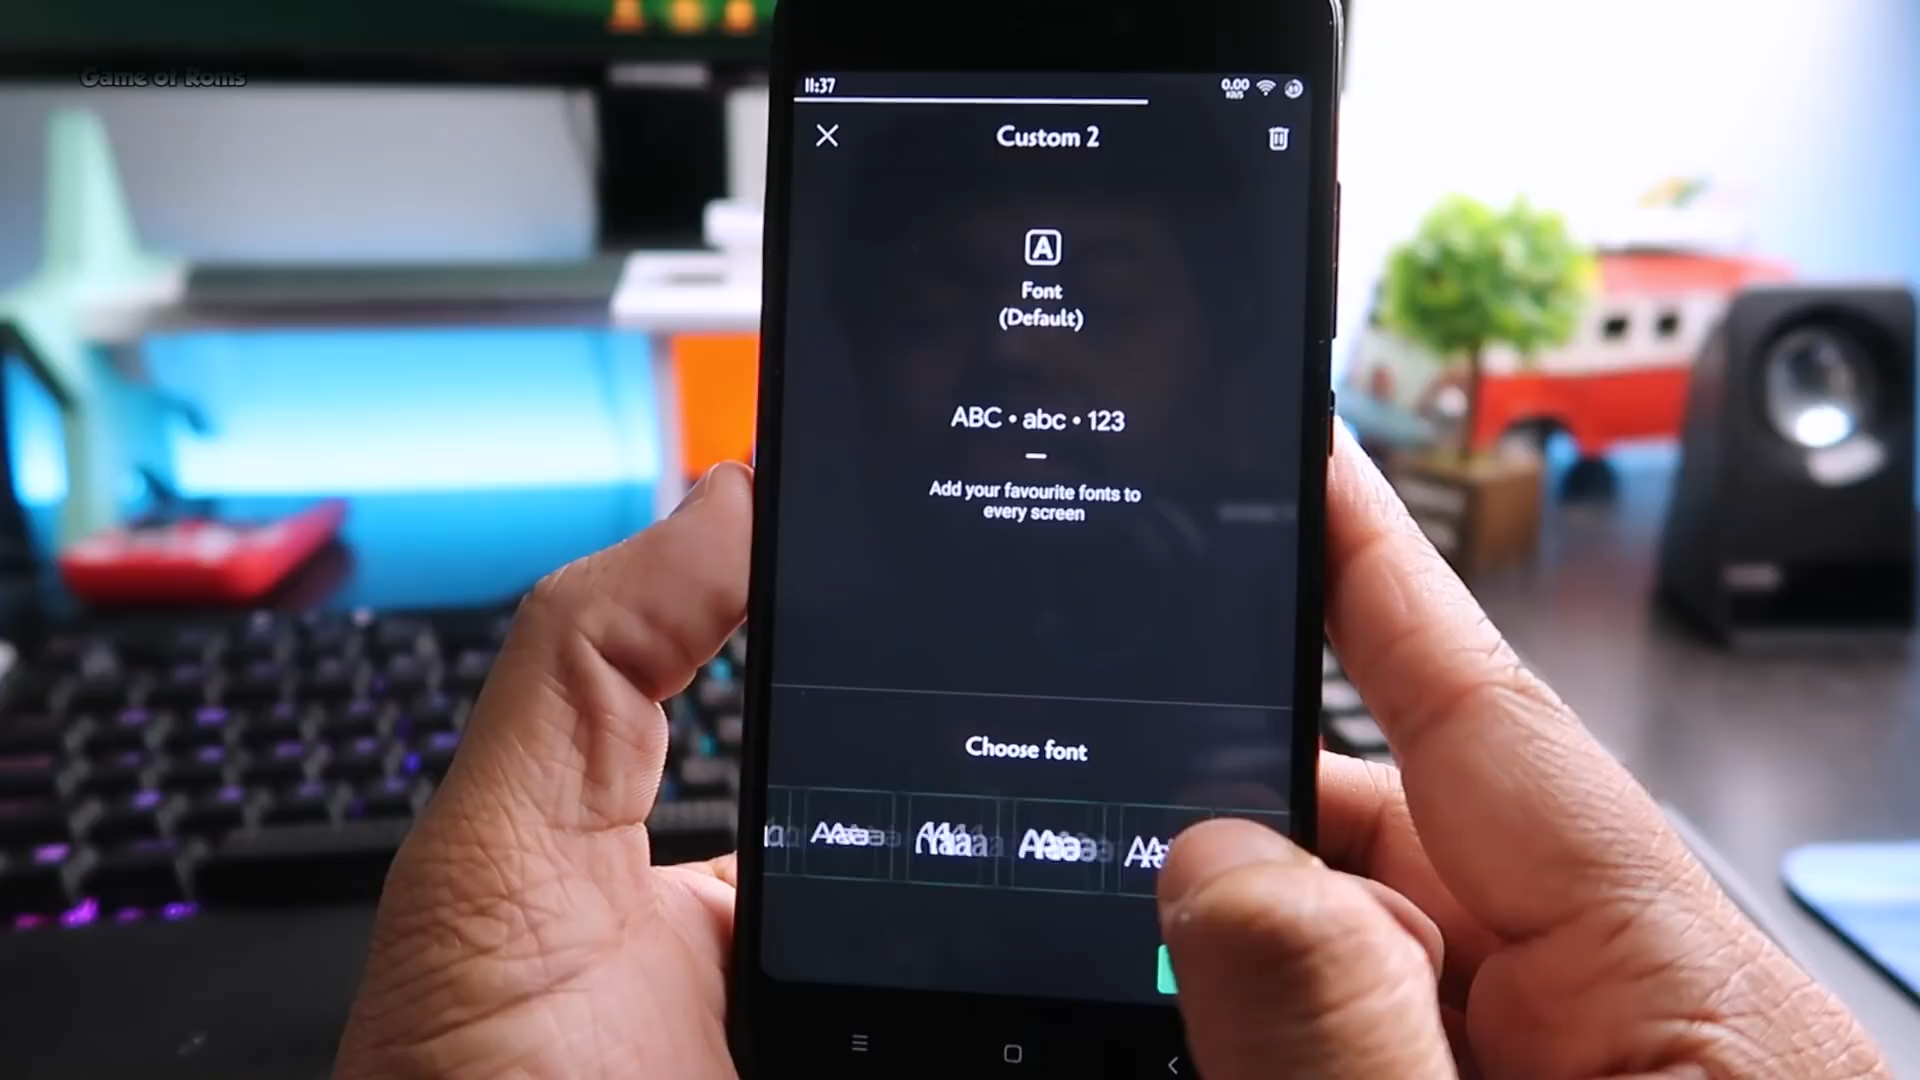 Game of Roms
11:37
0.00
KB/S
Custom 2
A
Font
(Default)
ABC • abc • 123
Add your favourite fonts to
every screen
Choose font